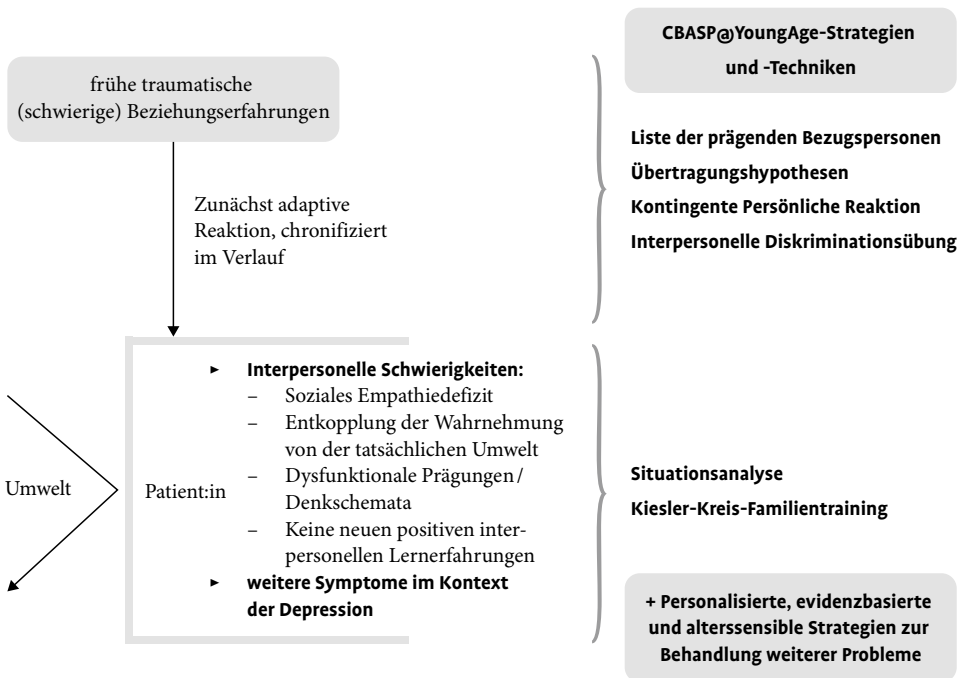 CBASP@YoungAge-Strategien
und -Techniken
frühe traumatische
(schwierige) Beziehungserfahrungen
Liste der prägenden Bezugspersonen
Übertragungshypothesen
Kontingente Persönliche Reaktion
Interpersonelle Diskriminationsübung
Zunächst adaptive
Reaktion, chronifiziert
im Verlauf
Umwelt
Patient:in
► Interpersonelle Schwierigkeiten:
– Soziales Empathiedefizit
– Entkopplung der Wahrnehmung
von der tatsächlichen Umwelt
– Dysfunktionale Prägungen/
Denkschemata
– Keine neuen positiven inter-
personellen Lernerfahrungen
► weitere Symptome im Kontext
der Depression
Situationsanalyse
Kiesler-Kreis-Familientraining
+ Personalisierte, evidenzbasierte
und alterssensible Strategien zur
Behandlung weiterer Probleme